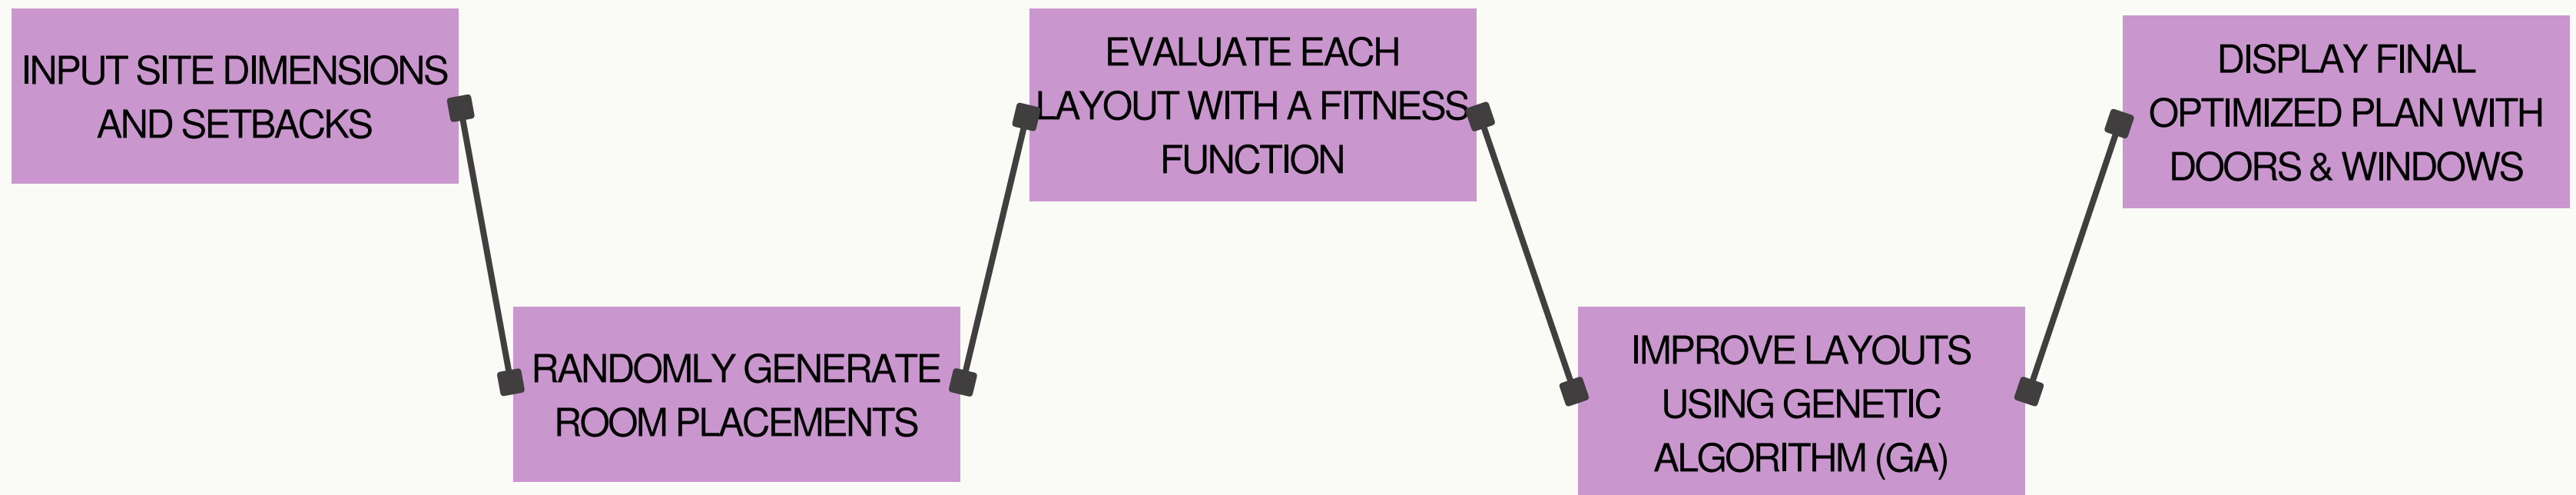 INPUT SITE DIMENSIONS
AND SETBACKS
RANDOMLY GENERATE
ROOM PLACEMENTS
EVALUATE EACH
LAYOUT WITH A FITNESS
FUNCTION
IMPROVE LAYOUTS
USING GENETIC
ALGORITHM (GA)
DISPLAY FINAL
OPTIMIZED PLAN WITH
DOORS & WINDOWS